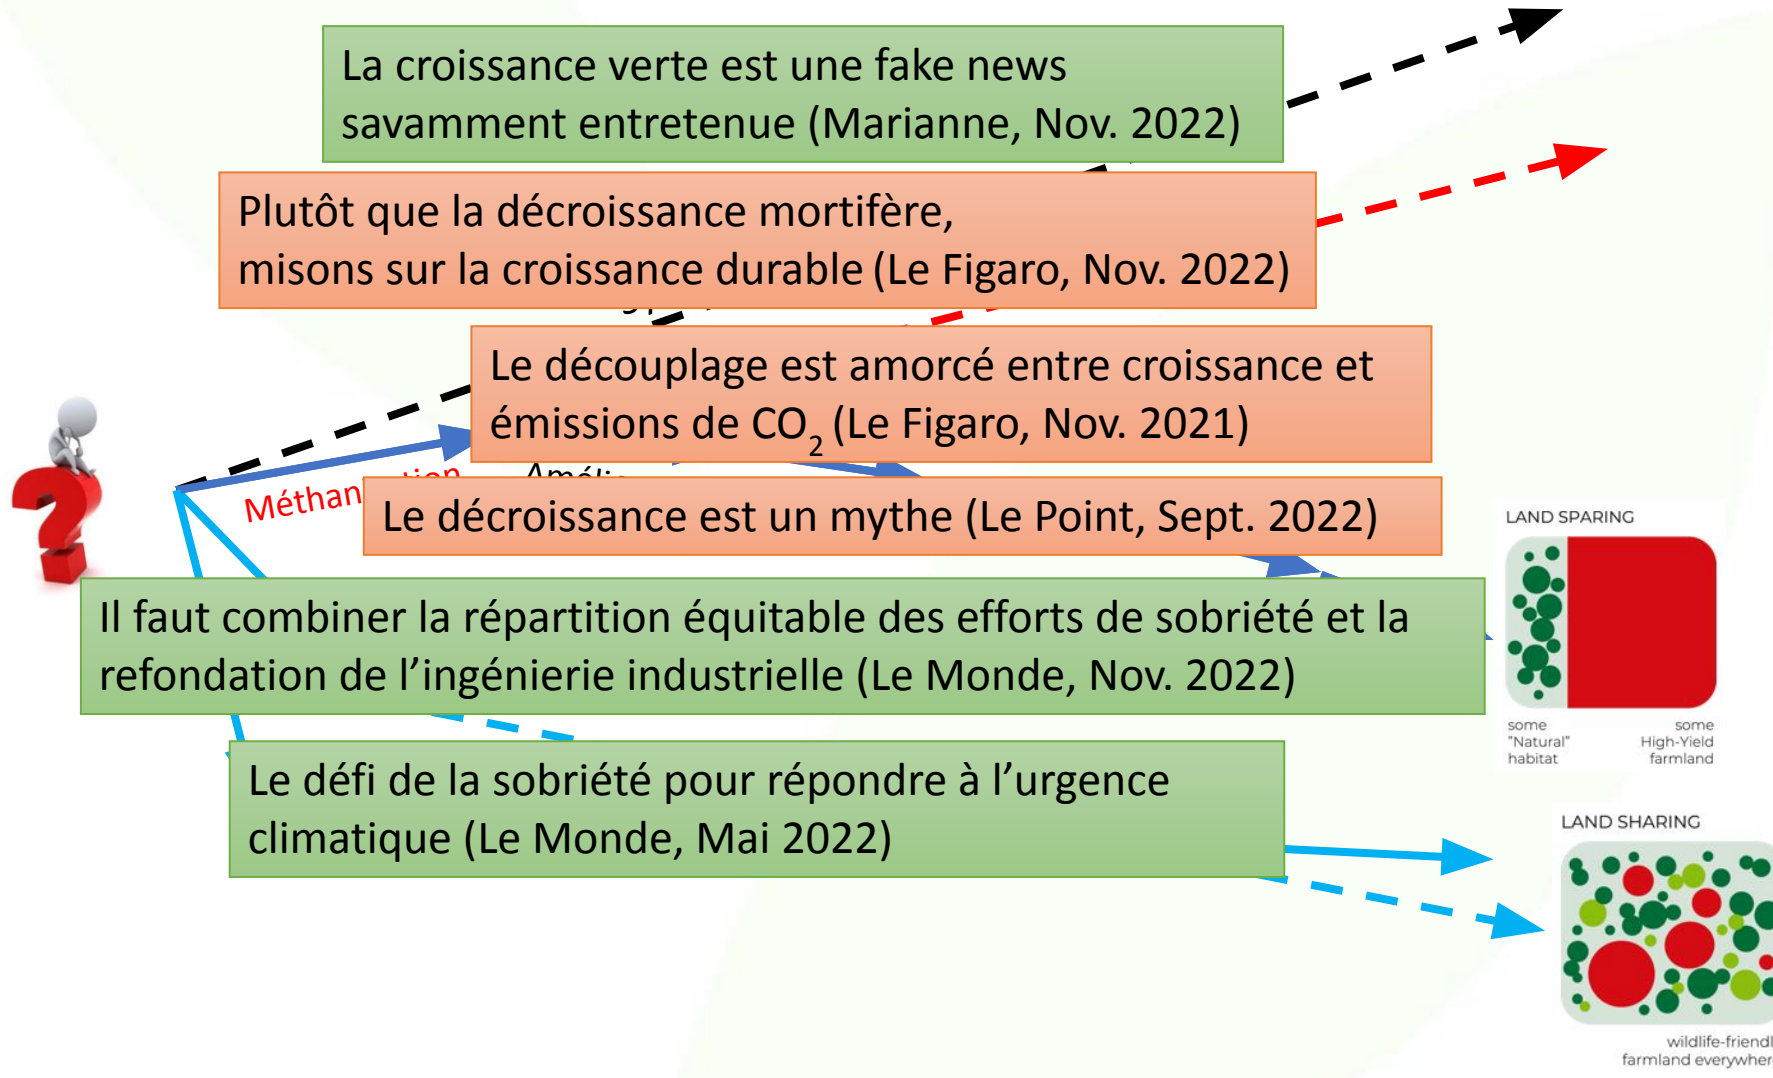 La croissance verte est une fake news
savamment entretenue (Marianne, Nov. 2022)
Plutôt que la décroissance mortifère,
misons sur la croissance durable (Le Figaro, Nov. 2022)
Le découplage est amorcé entre croissance et
émissions de CO₂ (Le Figaro, Nov. 2021)
Le décroissance est un mythe (Le Point, Sept. 2022)
Il faut combiner la répartition équitable des efforts de sobriété et la
refondation de l’ingénierie industrielle (Le Monde, Nov. 2022)
Le défi de la sobriété pour répondre à l’urgence
climatique (Le Monde, Mai 2022)
LAND SPARING
some
"Natural"
habitat
some
High-Yield
farmland
LAND SHARING
wildlife-friendl
farmland everywher